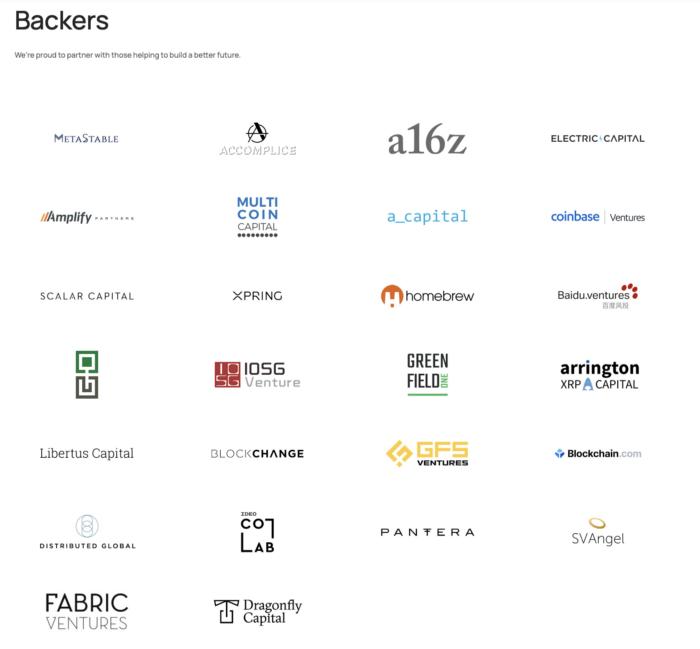 Backers
We're proud to partner with those helping to build a better future.
METASTABLE
ACCOMPLICE
a16z
ELECTRIC CAPITAL
Amplify PARTNERS
MULTI
COIN
CAPITAL
a_capital
coinbase | Ventures
SCALAR CAPITAL
XPRING
homebrew
Baidu.ventures
百度风投
IOSG
IOSG
Venture
GREEN
FIELD ONE
arrington
XRP CAPITAL
Libertus Capital
BLOCKCHANGE
GFS
VENTURES
Blockchain.com
DISTRIBUTED GLOBAL
IDEO
CO
LAB
PANTERA
SVAngel
FABRIC
VENTURES
Dragonfly
Capital